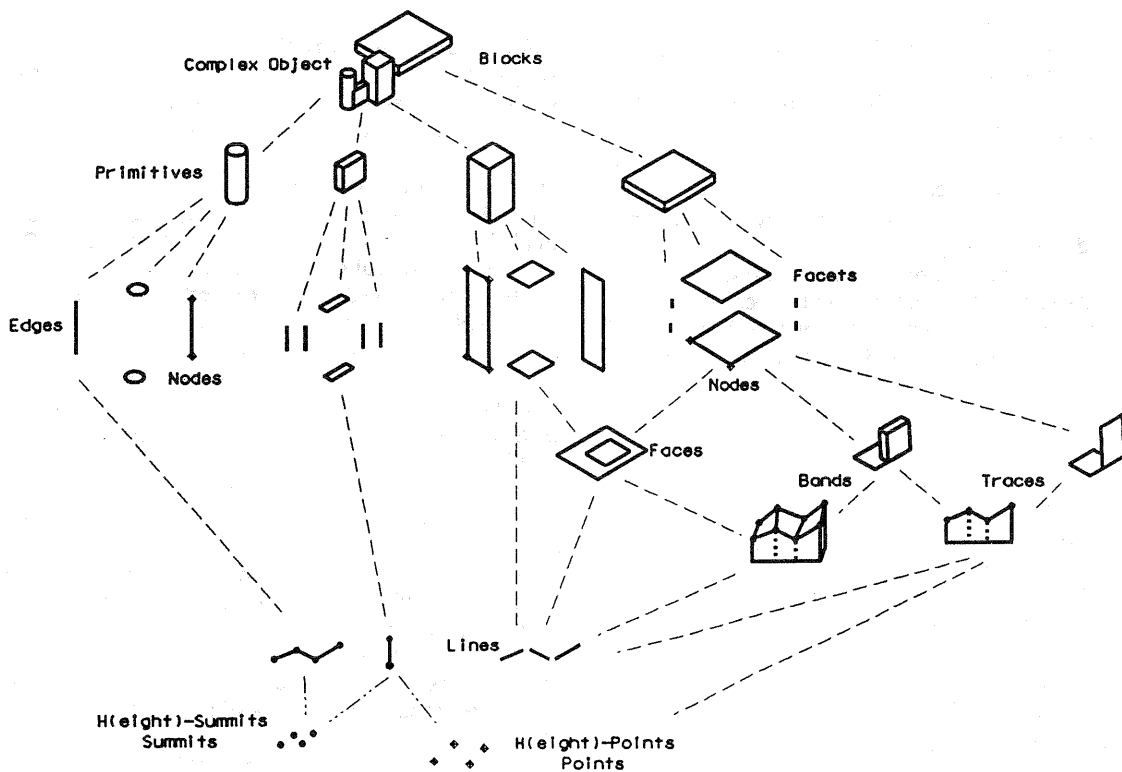 Complex Object
Blocks
Primitives
Facets
Edges
Nodes
Nodes
Faces
Bands
Traces
Lines
H(eight)-Summits
Summits
H(eight)-Points
Points